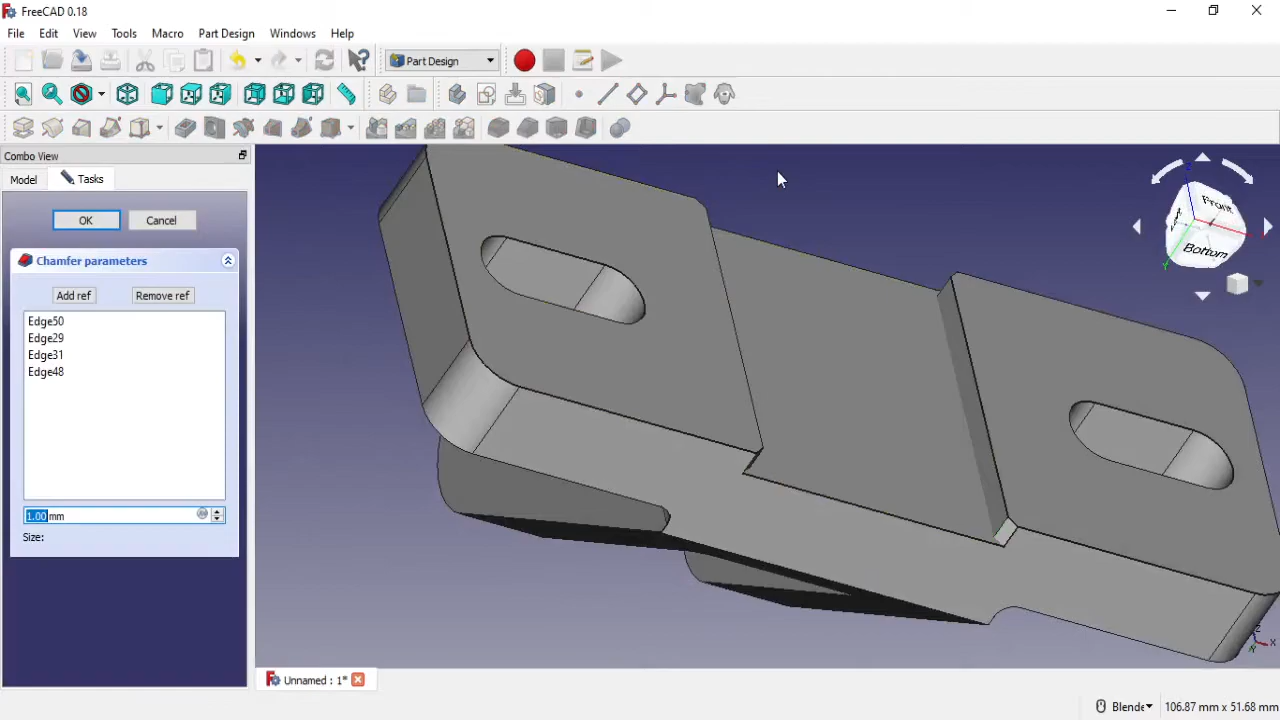 FreeCAD 0.18
File Edit View Tools Macro Part Design Windows Help
Part Design
Combo View
Model Tasks
OK Cancel
Chamfer parameters
Add ref Remove ref
Edge50
Edge29
Edge31
Edge48
1.00 mm
Size:
Front
Bottom
Z
X
Y
Unnamed : 1*
Blende 106.87 mm x 51.68 mm